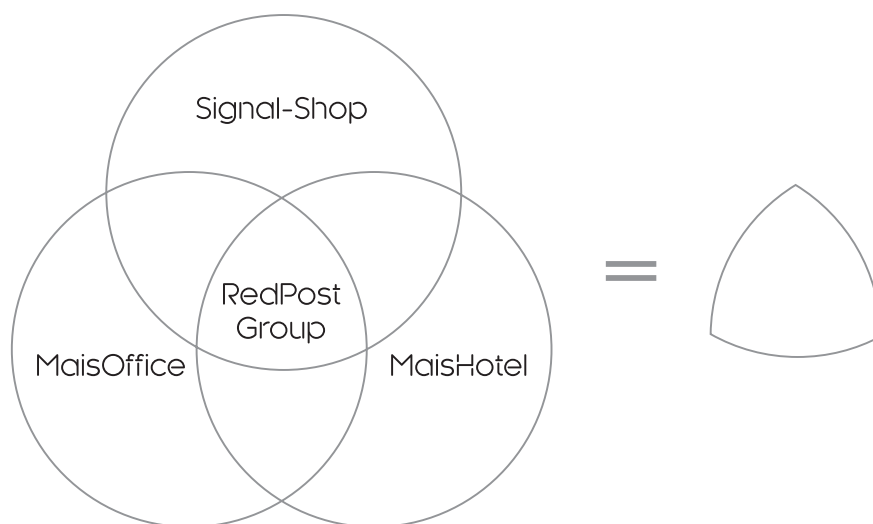 Signal-Shop
RedPost
Group
MaisOffice
MaisHotel
=